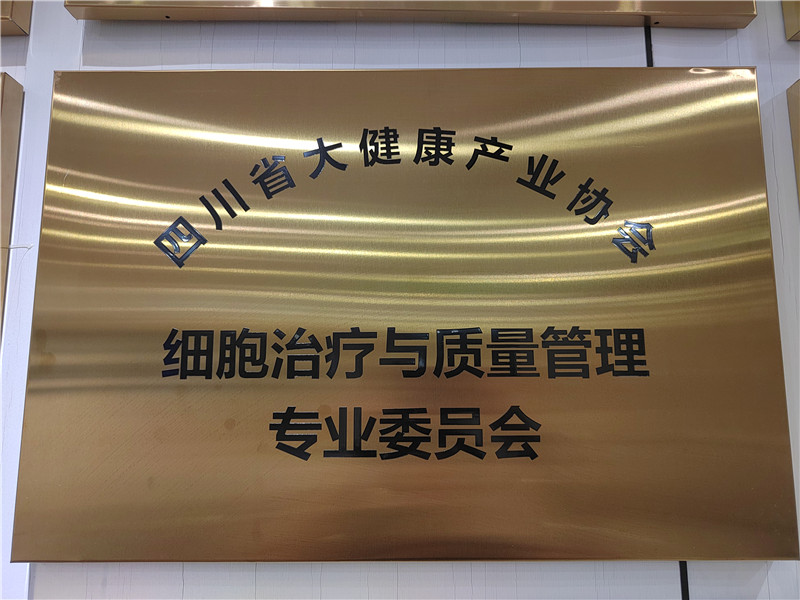 四川省大健康产业协会
细胞治疗与质量管理
专业委员会